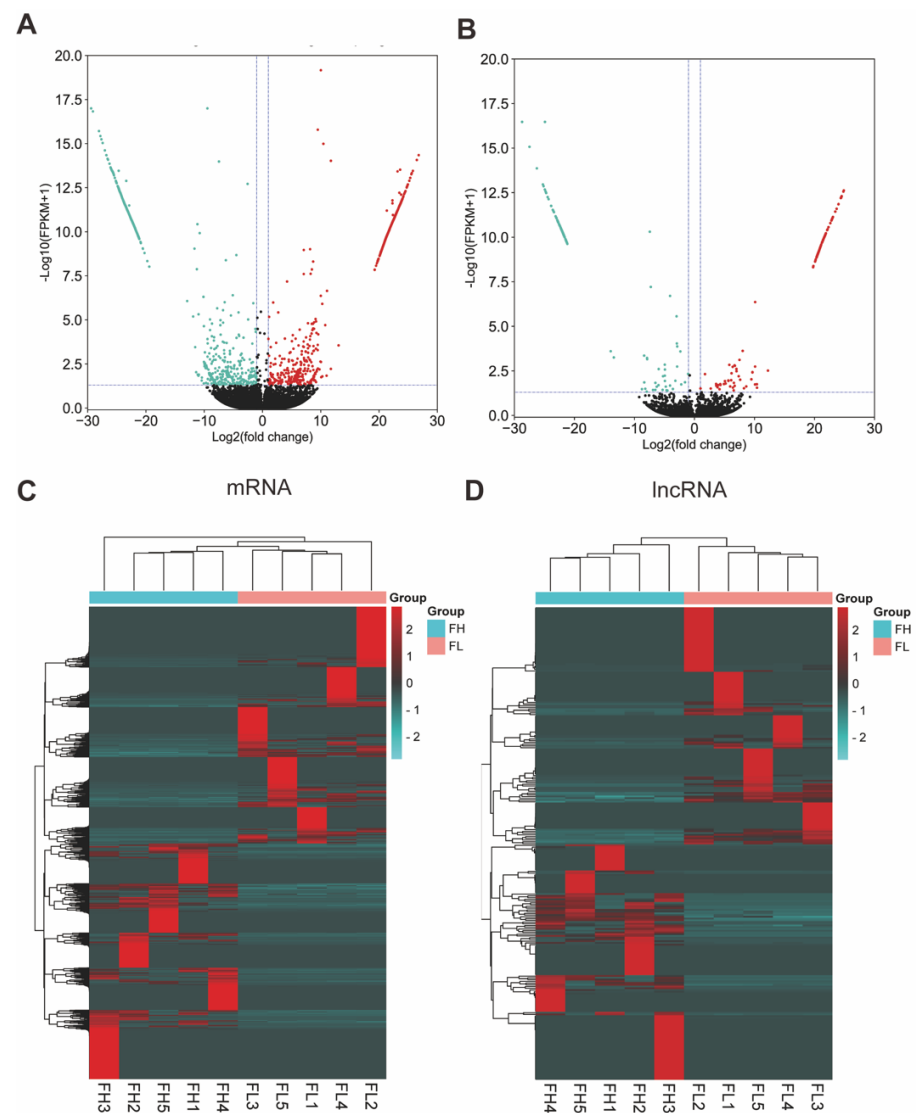 A
B
20.0
17.5
15.0
12.5
10.0
7.5
5.0
2.5
0.0
-Log10(FPKM+1)
−30
−20
−10
0
10
20
30
Log2(fold change)
20.0
17.5
15.0
12.5
10.0
7.5
5.0
2.5
0.0
-Log10(FPKM+1)
−30
−20
−10
0
10
20
30
Log2(fold change)
C
mRNA
Group
2
1
0
- 1
- 2
Group
FH
FL
FH3
FH2
FH5
FH1
FH4
FL3
FL5
FL1
FL4
FL2
D
lncRNA
Group
2
1
0
- 1
- 2
Group
FH
FL
FH4
FH5
FH1
FH2
FH3
FL2
FL1
FL5
FL4
FL3